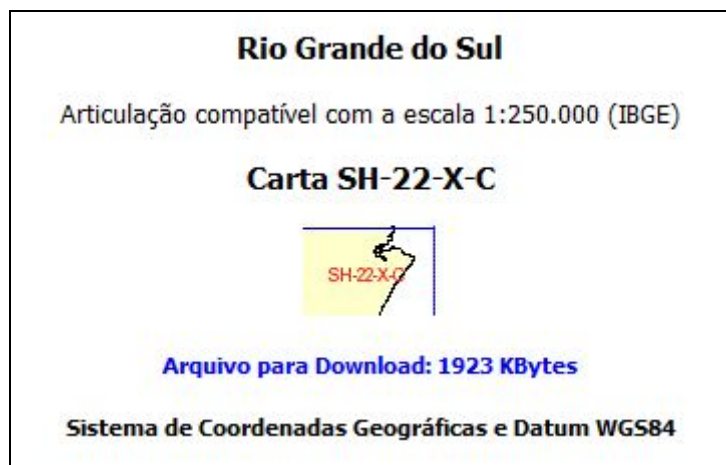 Rio Grande do Sul
Articulação compatível com a escala 1:250.000 (IBGE)
Carta SH-22-X-C
SH-22-X-C
Arquivo para Download: 1923 KBytes
Sistema de Coordenadas Geográficas e Datum WGS84